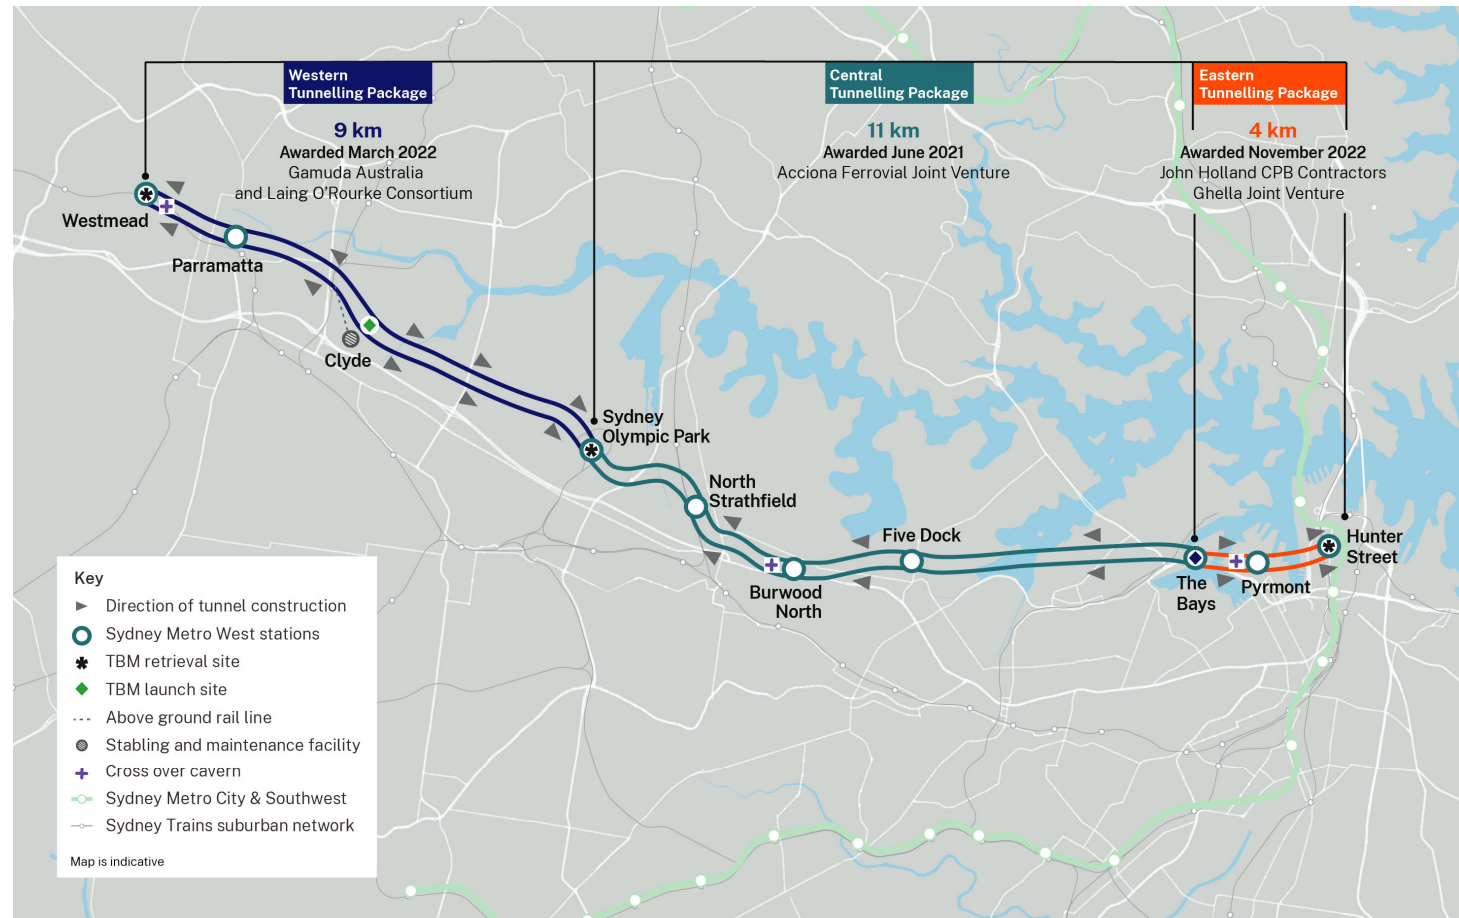 Western
Tunnelling Package
9 km
Awarded March 2022
Gamuda Australia
and Laing O’Rourke Consortium
Central
Tunnelling Package
11 km
Awarded June 2021
Acciona Ferrovial Joint Venture
Eastern
Tunnelling Package
4 km
Awarded November 2022
John Holland CPB Contractors
Ghella Joint Venture
Westmead
Parramatta
Clyde
Sydney
Olympic Park
North
Strathfield
Burwood
North
Five Dock
The
Bays
Pyrmont
Hunter
Street
Key
Direction of tunnel construction
Sydney Metro West stations
TBM retrieval site
TBM launch site
Above ground rail line
Stabling and maintenance facility
Cross over cavern
Sydney Metro City & Southwest
Sydney Trains suburban network
Map is indicative